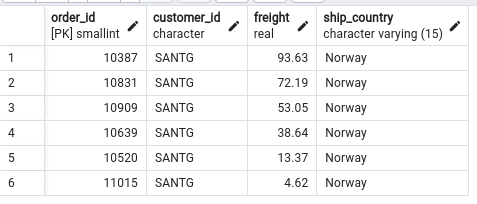 order_id customer_id freight ship_country
[PK] smallint character real character varying (15)
1 10387 SANTG 93.63 Norway
2 10831 SANTG 72.19 Norway
3 10909 SANTG 53.05 Norway
4 10639 SANTG 38.64 Norway
5 10520 SANTG 13.37 Norway
6 11015 SANTG 4.62 Norway